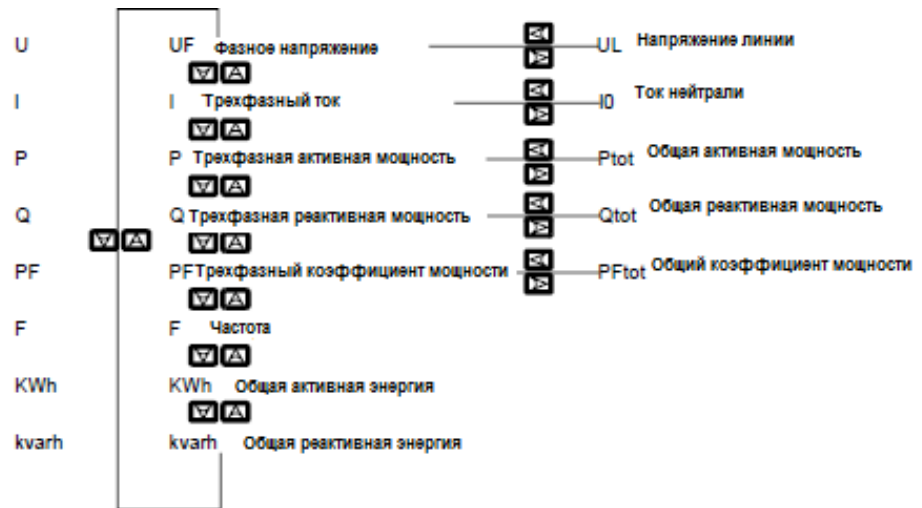 U UF Фазное напряжение UL Напряжение линии
I I Трехфазный ток I0 Ток нейтрали
P P Трехфазная активная мощность Ptot Общая активная мощность
Q Q Трехфазная реактивная мощность Qtot Общая реактивная мощность
PF PF Трехфазный коэффициент мощности PFtot Общий коэффициент мощности
F F Частота
KWh KWh Общая активная энергия
kvarh kvarh Общая реактивная энергия